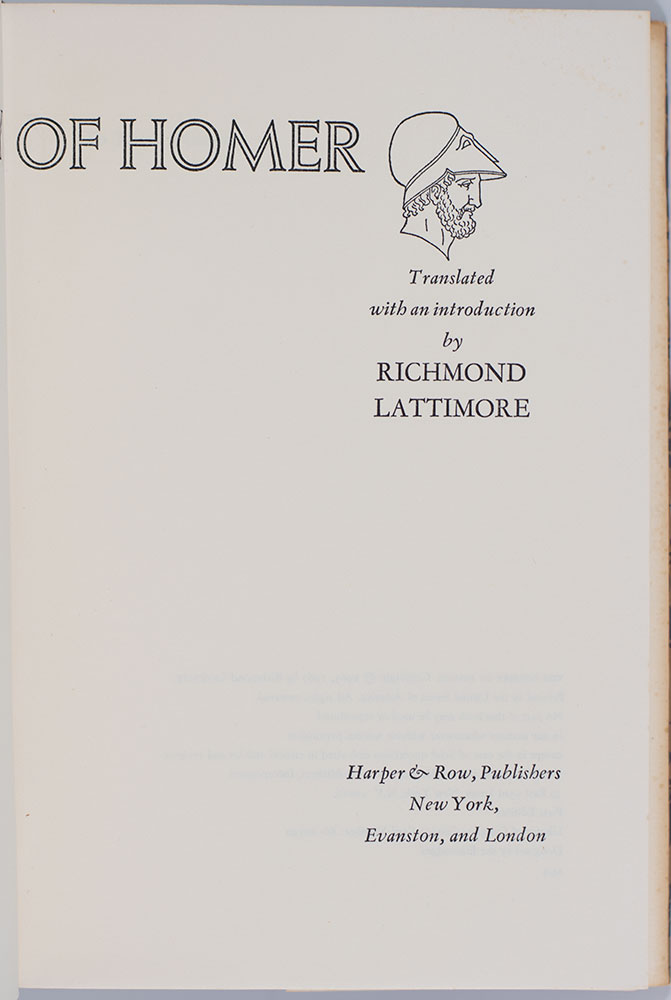 OF HOMER
Translated
with an introduction
by
RICHMOND
LATTIMORE
Harper & Row, Publishers
New York,
Evanston, and London